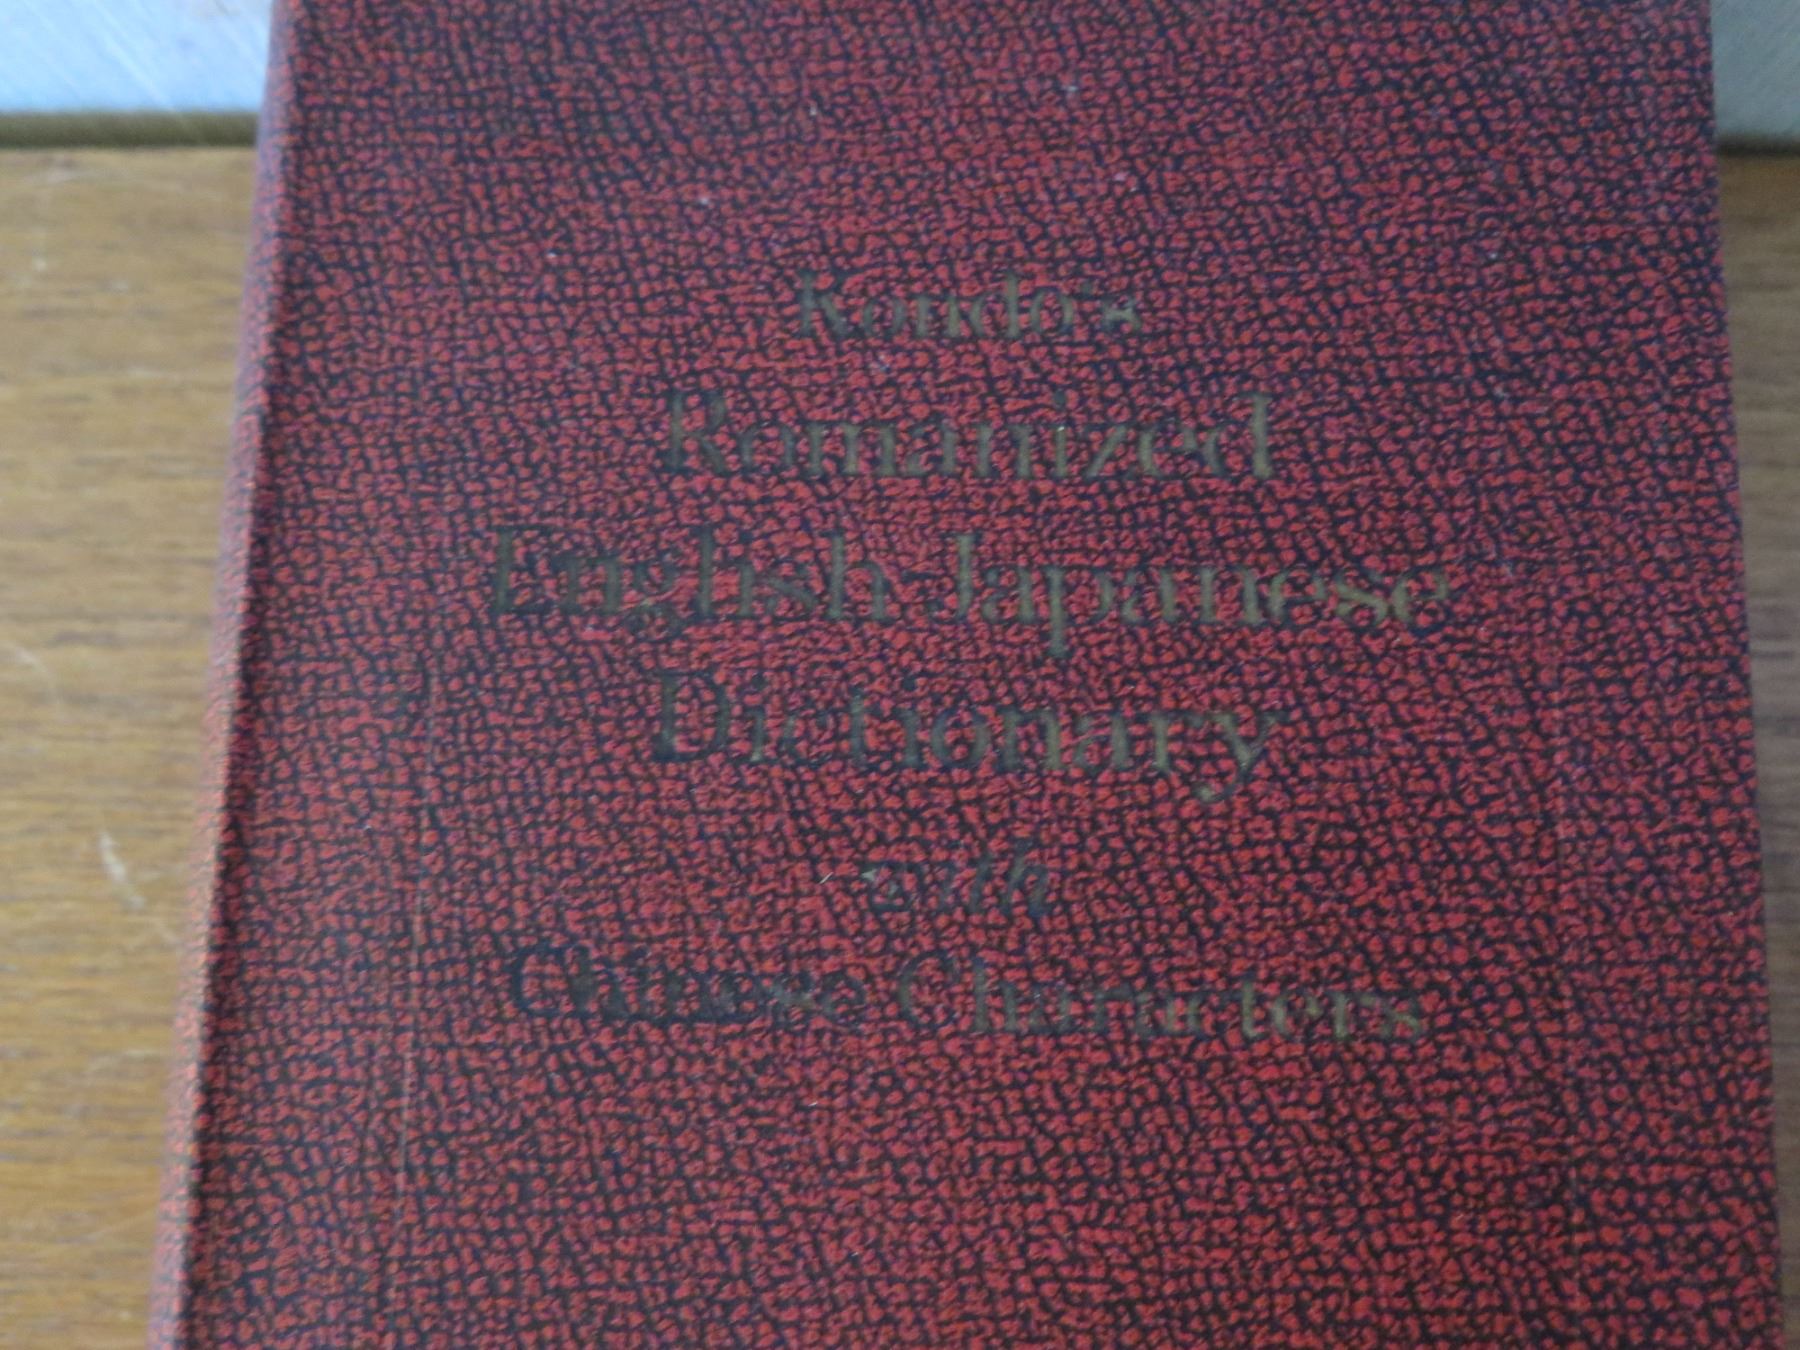 Kondo's
Romanized
English-Japanese
Dictionary
with
Chinese Characters